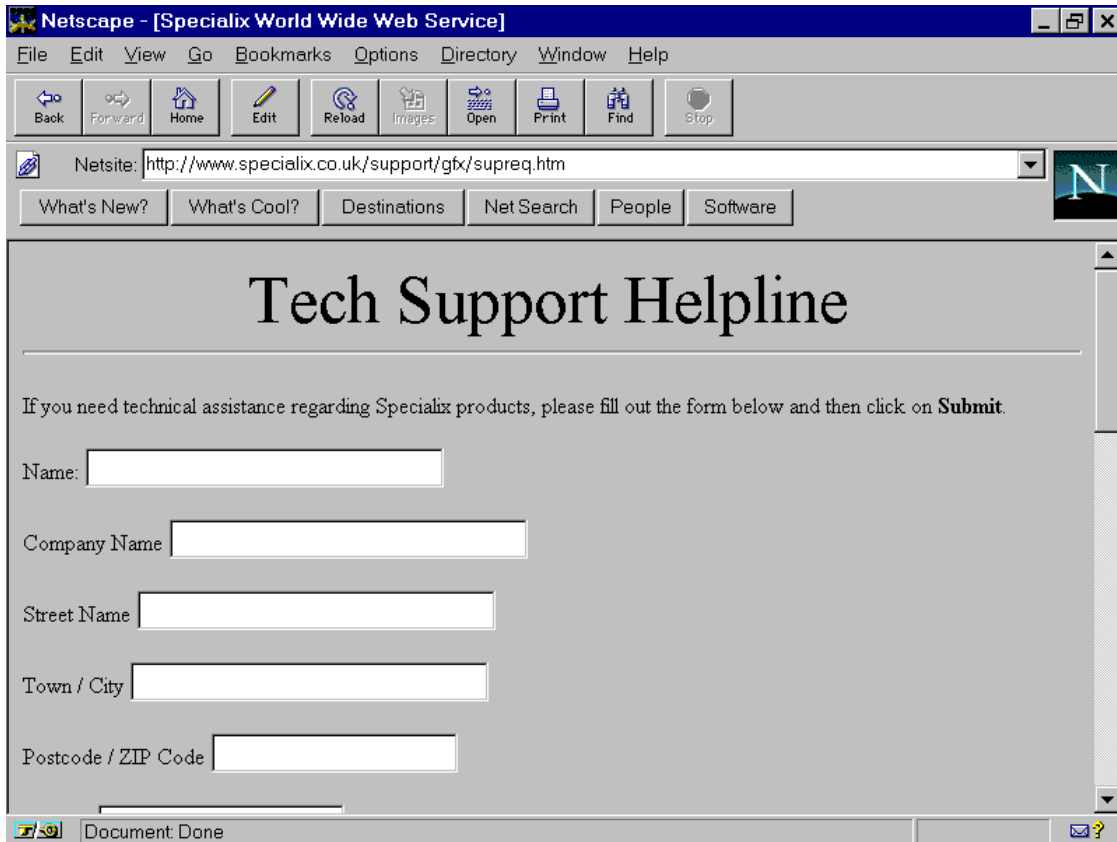 Netscape - [Specialix World Wide Web Service]
File Edit View Go Bookmarks Options Directory Window Help
Back Forward Home Edit Reload Images Open Print Find Stop
Netsite: http://www.specialix.co.uk/support/gfx/supreq.htm
N
What's New? What's Cool? Destinations Net Search People Software
Tech Support Helpline
If you need technical assistance regarding Specialix products, please fill out the form below and then click on Submit.
Name:
Company Name
Street Name
Town / City
Postcode / ZIP Code
Document: Done